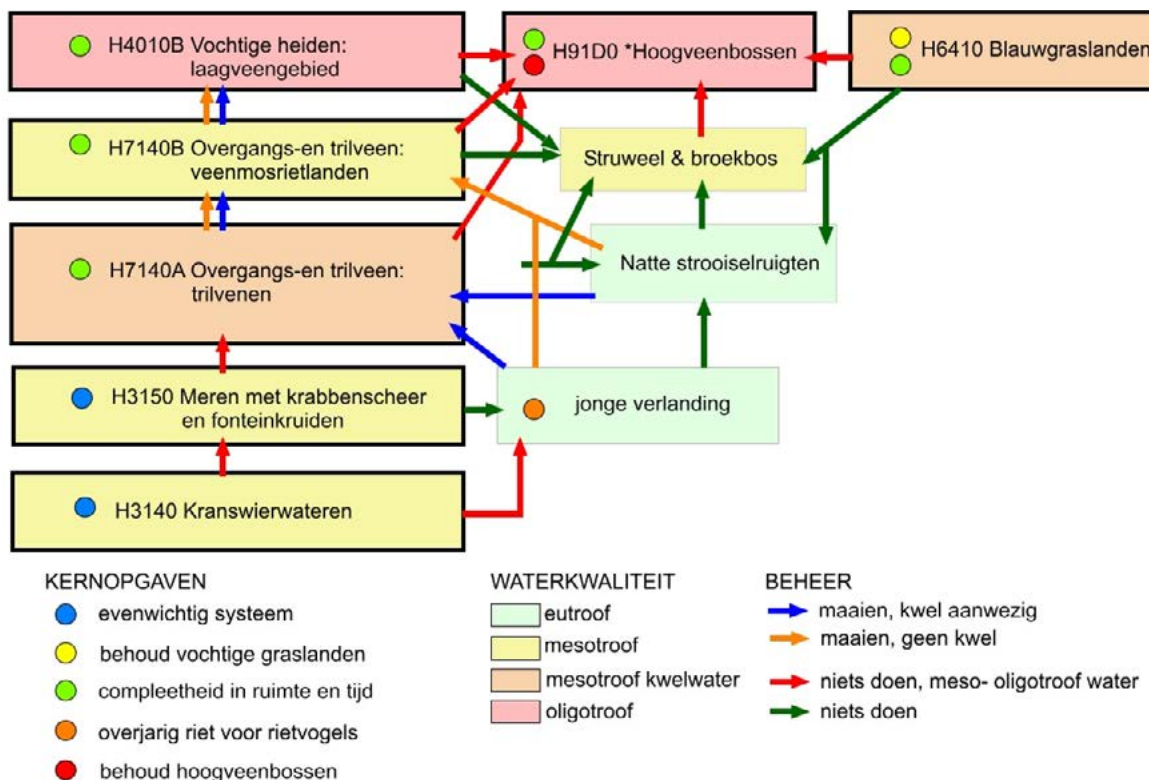 H4010B Vochtige heiden:
laagveengebied
H91D0 *Hoogveenbossen
H6410 Blauwgraslanden
H7140B Overgangs-en trilveen:
veenmosrietlanden
Struweel & broekbos
H7140A Overgangs-en trilveen:
trilvenen
Natte strooiselruigten
H3150 Meren met krabbenscheer
en fonteinkruiden
jonge verlanding
H3140 Kranswierwateren
KERNOPGAVEN
evenwichtig systeem
behoud vochtige graslanden
compleetheid in ruimte en tijd
overjarig riet voor rietvogels
behoud hoogveenbossen
WATERKWALITEIT
eutroof
mesotroof
mesotroof kwelwater
oligotroof
BEHEER
maaien, kwel aanwezig
maaien, geen kwel
niets doen, meso- oligotroof water
niets doen